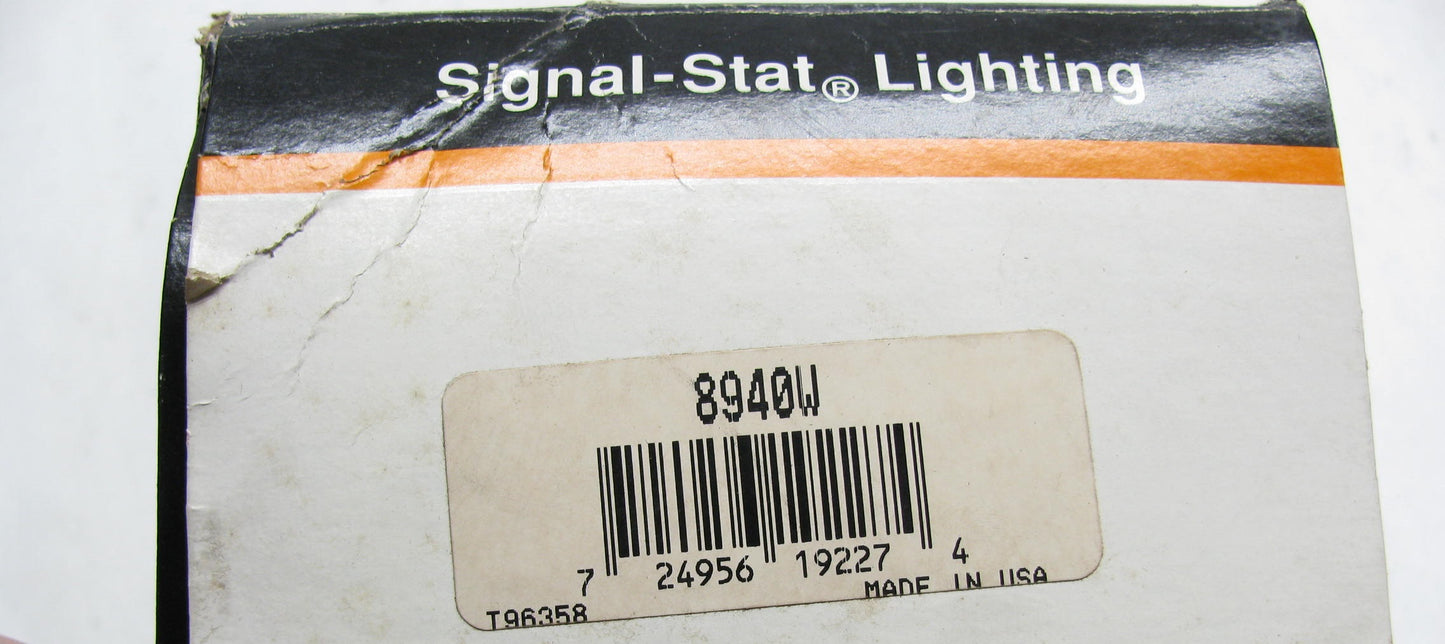 Signal-Stat® Lighting
8940W
7 24956 19227 4
T96358 MADE IN USA